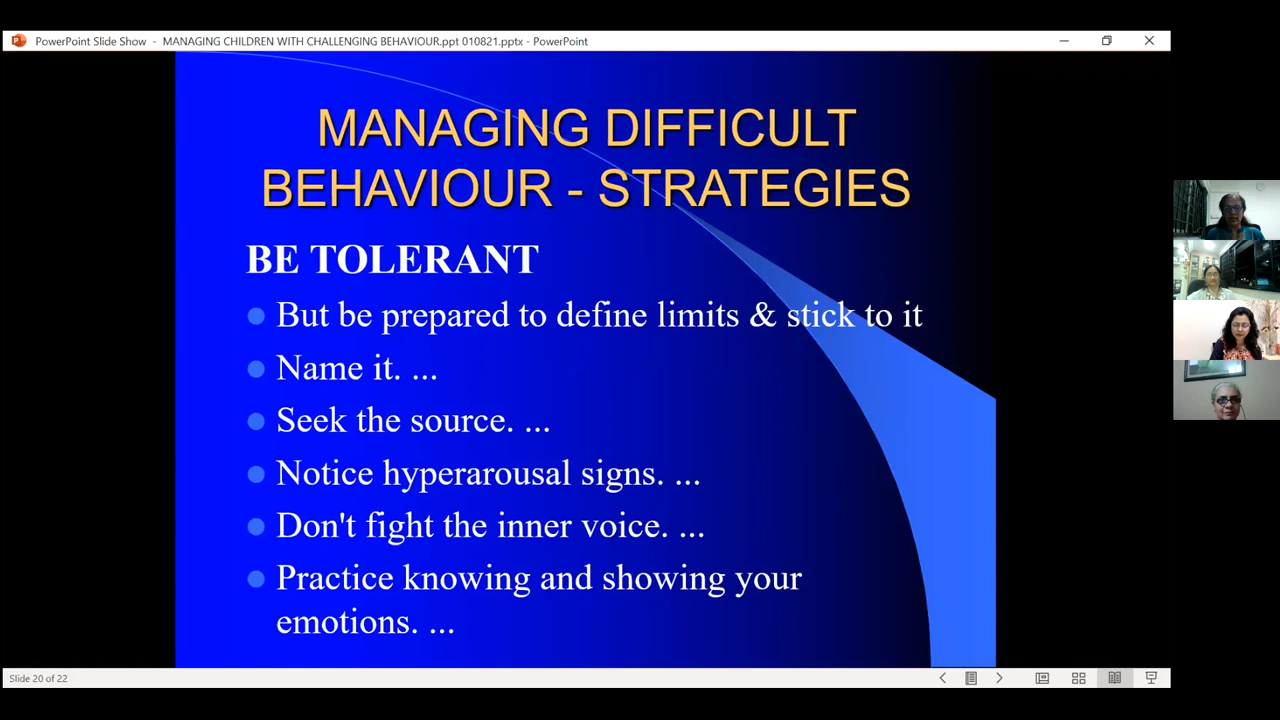 PowerPoint Slide Show - MANAGING CHILDREN WITH CHALLENGING BEHAVIOUR.ppt 010821.pptx - PowerPoint
MANAGING DIFFICULT
BEHAVIOUR - STRATEGIES
BE TOLERANT
But be prepared to define limits & stick to it
Name it. ...
Seek the source. ...
Notice hyperarousal signs. ...
Don't fight the inner voice. ...
Practice knowing and showing your
emotions. ...
Slide 20 of 22